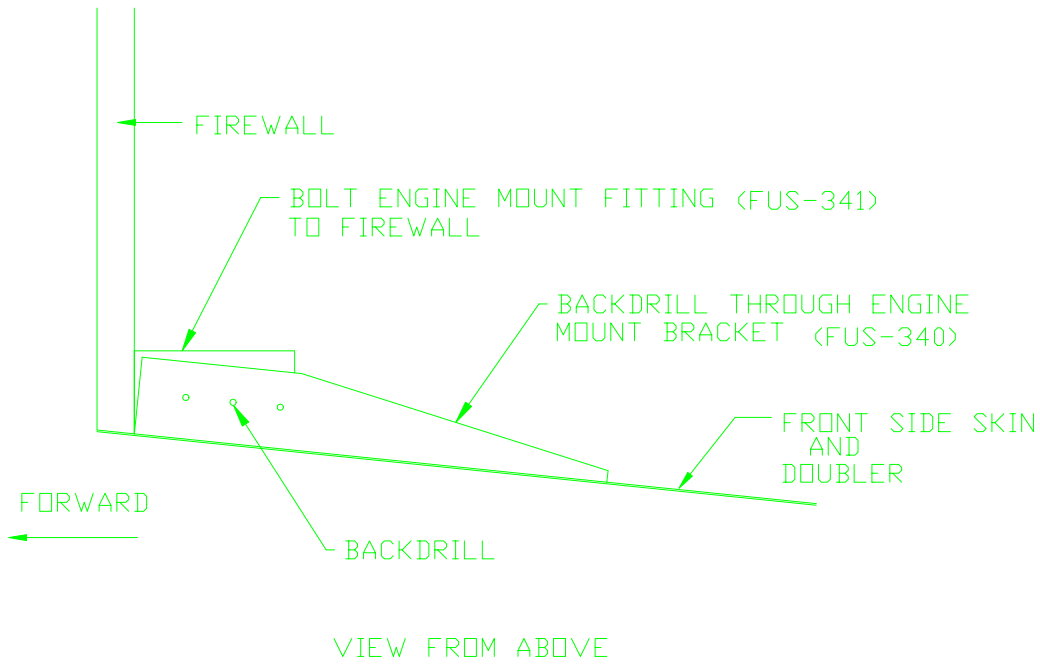 FIREWALL
BOLT ENGINE MOUNT FITTING (FUS-341)
TO FIREWALL
BACKDRILL THROUGH ENGINE
MOUNT BRACKET (FUS-340)
FRONT SIDE SKIN
AND
DOUBLER
FORWARD
BACKDRILL
VIEW FROM ABOVE